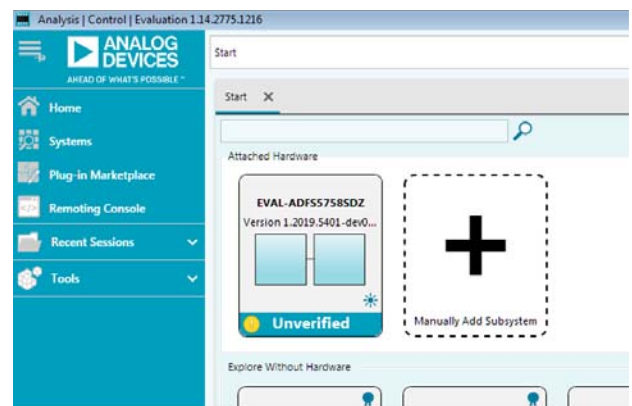 Analysis | Control | Evaluation 1.14.2775.1216
ANALOG
DEVICES
AHEAD OF WHAT'S POSSIBLE™
Home
Systems
Plug-in Marketplace
Remoting Console
Recent Sessions
Tools
Start
Start
Attached Hardware
EVAL-ADFS5758SDZ
Version 1.2019.5401-dev0...
Unverified
Manually Add Subsystem
Explore Without Hardware